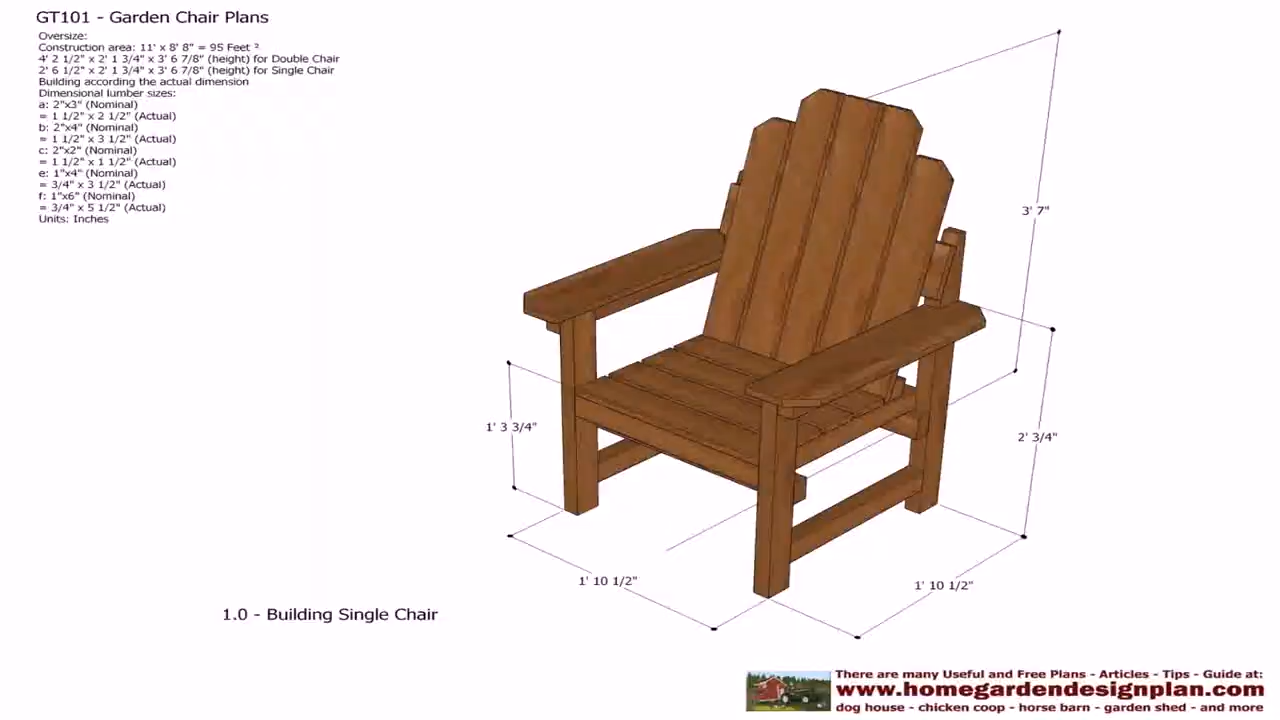 GT101 - Garden Chair Plans
Oversize:
Construction area: 11' x 8' 8" = 95 Feet ²
4' 2 1/2" x 2' 1 3/4" x 3' 6 7/8" (height) for Double Chair
2' 6 1/2" x 2' 1 3/4" x 3' 6 7/8" (height) for Single Chair
Building according the actual dimension
Dimensional lumber sizes:
a: 2"x3" (Nominal)
= 1 1/2" x 2 1/2" (Actual)
b: 2"x4" (Nominal)
= 1 1/2" x 3 1/2" (Actual)
c: 2"x2" (Nominal)
= 1 1/2" x 1 1/2" (Actual)
e: 1"x4" (Nominal)
= 3/4" x 3 1/2" (Actual)
f: 1"x6" (Nominal)
= 3/4" x 5 1/2" (Actual)
Units: Inches
3' 7"
1' 3 3/4"
2' 3/4"
1' 10 1/2"
1' 10 1/2"
1.0 - Building Single Chair
There are many Useful and Free Plans - Articles - Tips - Guide at:
www.homegardendesignplan.com
dog house - chicken coop - horse barn - garden shed - and more